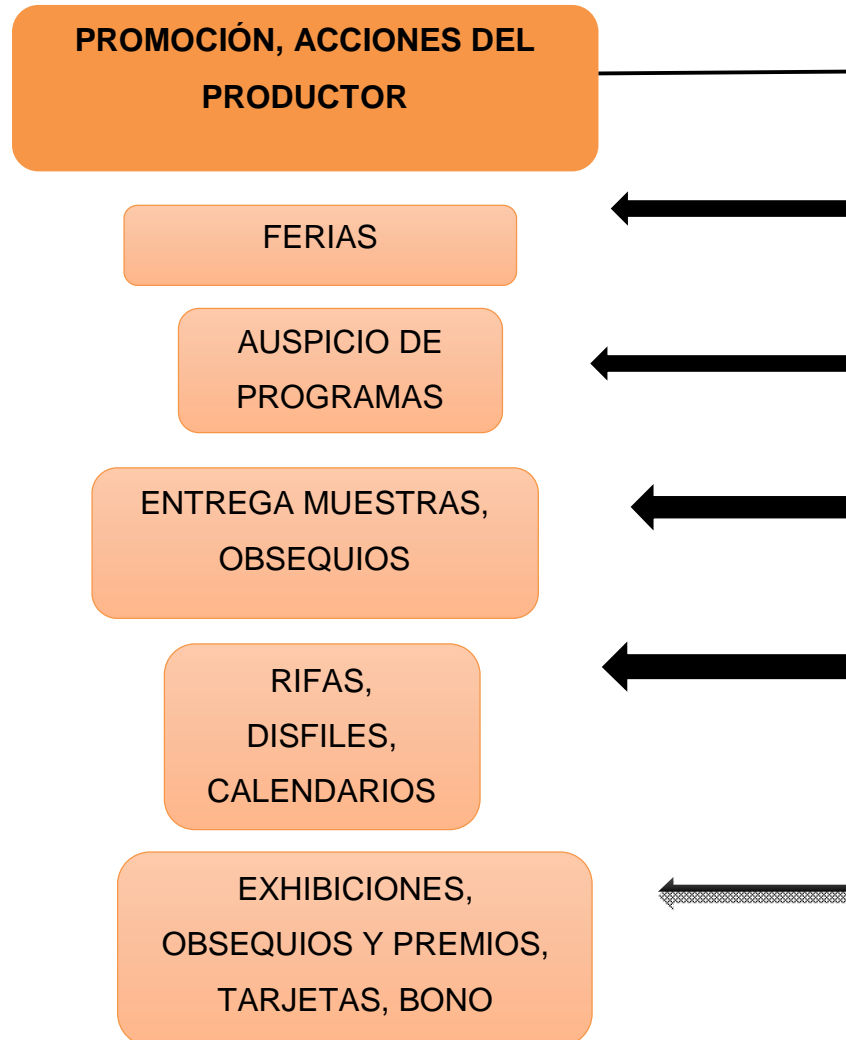 PROMOCIÓN, ACCIONES DEL
PRODUCTOR
FERIAS
AUSPICIO DE
PROGRAMAS
ENTREGA MUESTRAS,
OBSEQUIOS
RIFAS,
DISFILES,
CALENDARIOS
EXHIBICIONES,
OBSEQUIOS Y PREMIOS,
TARJETAS, BONO